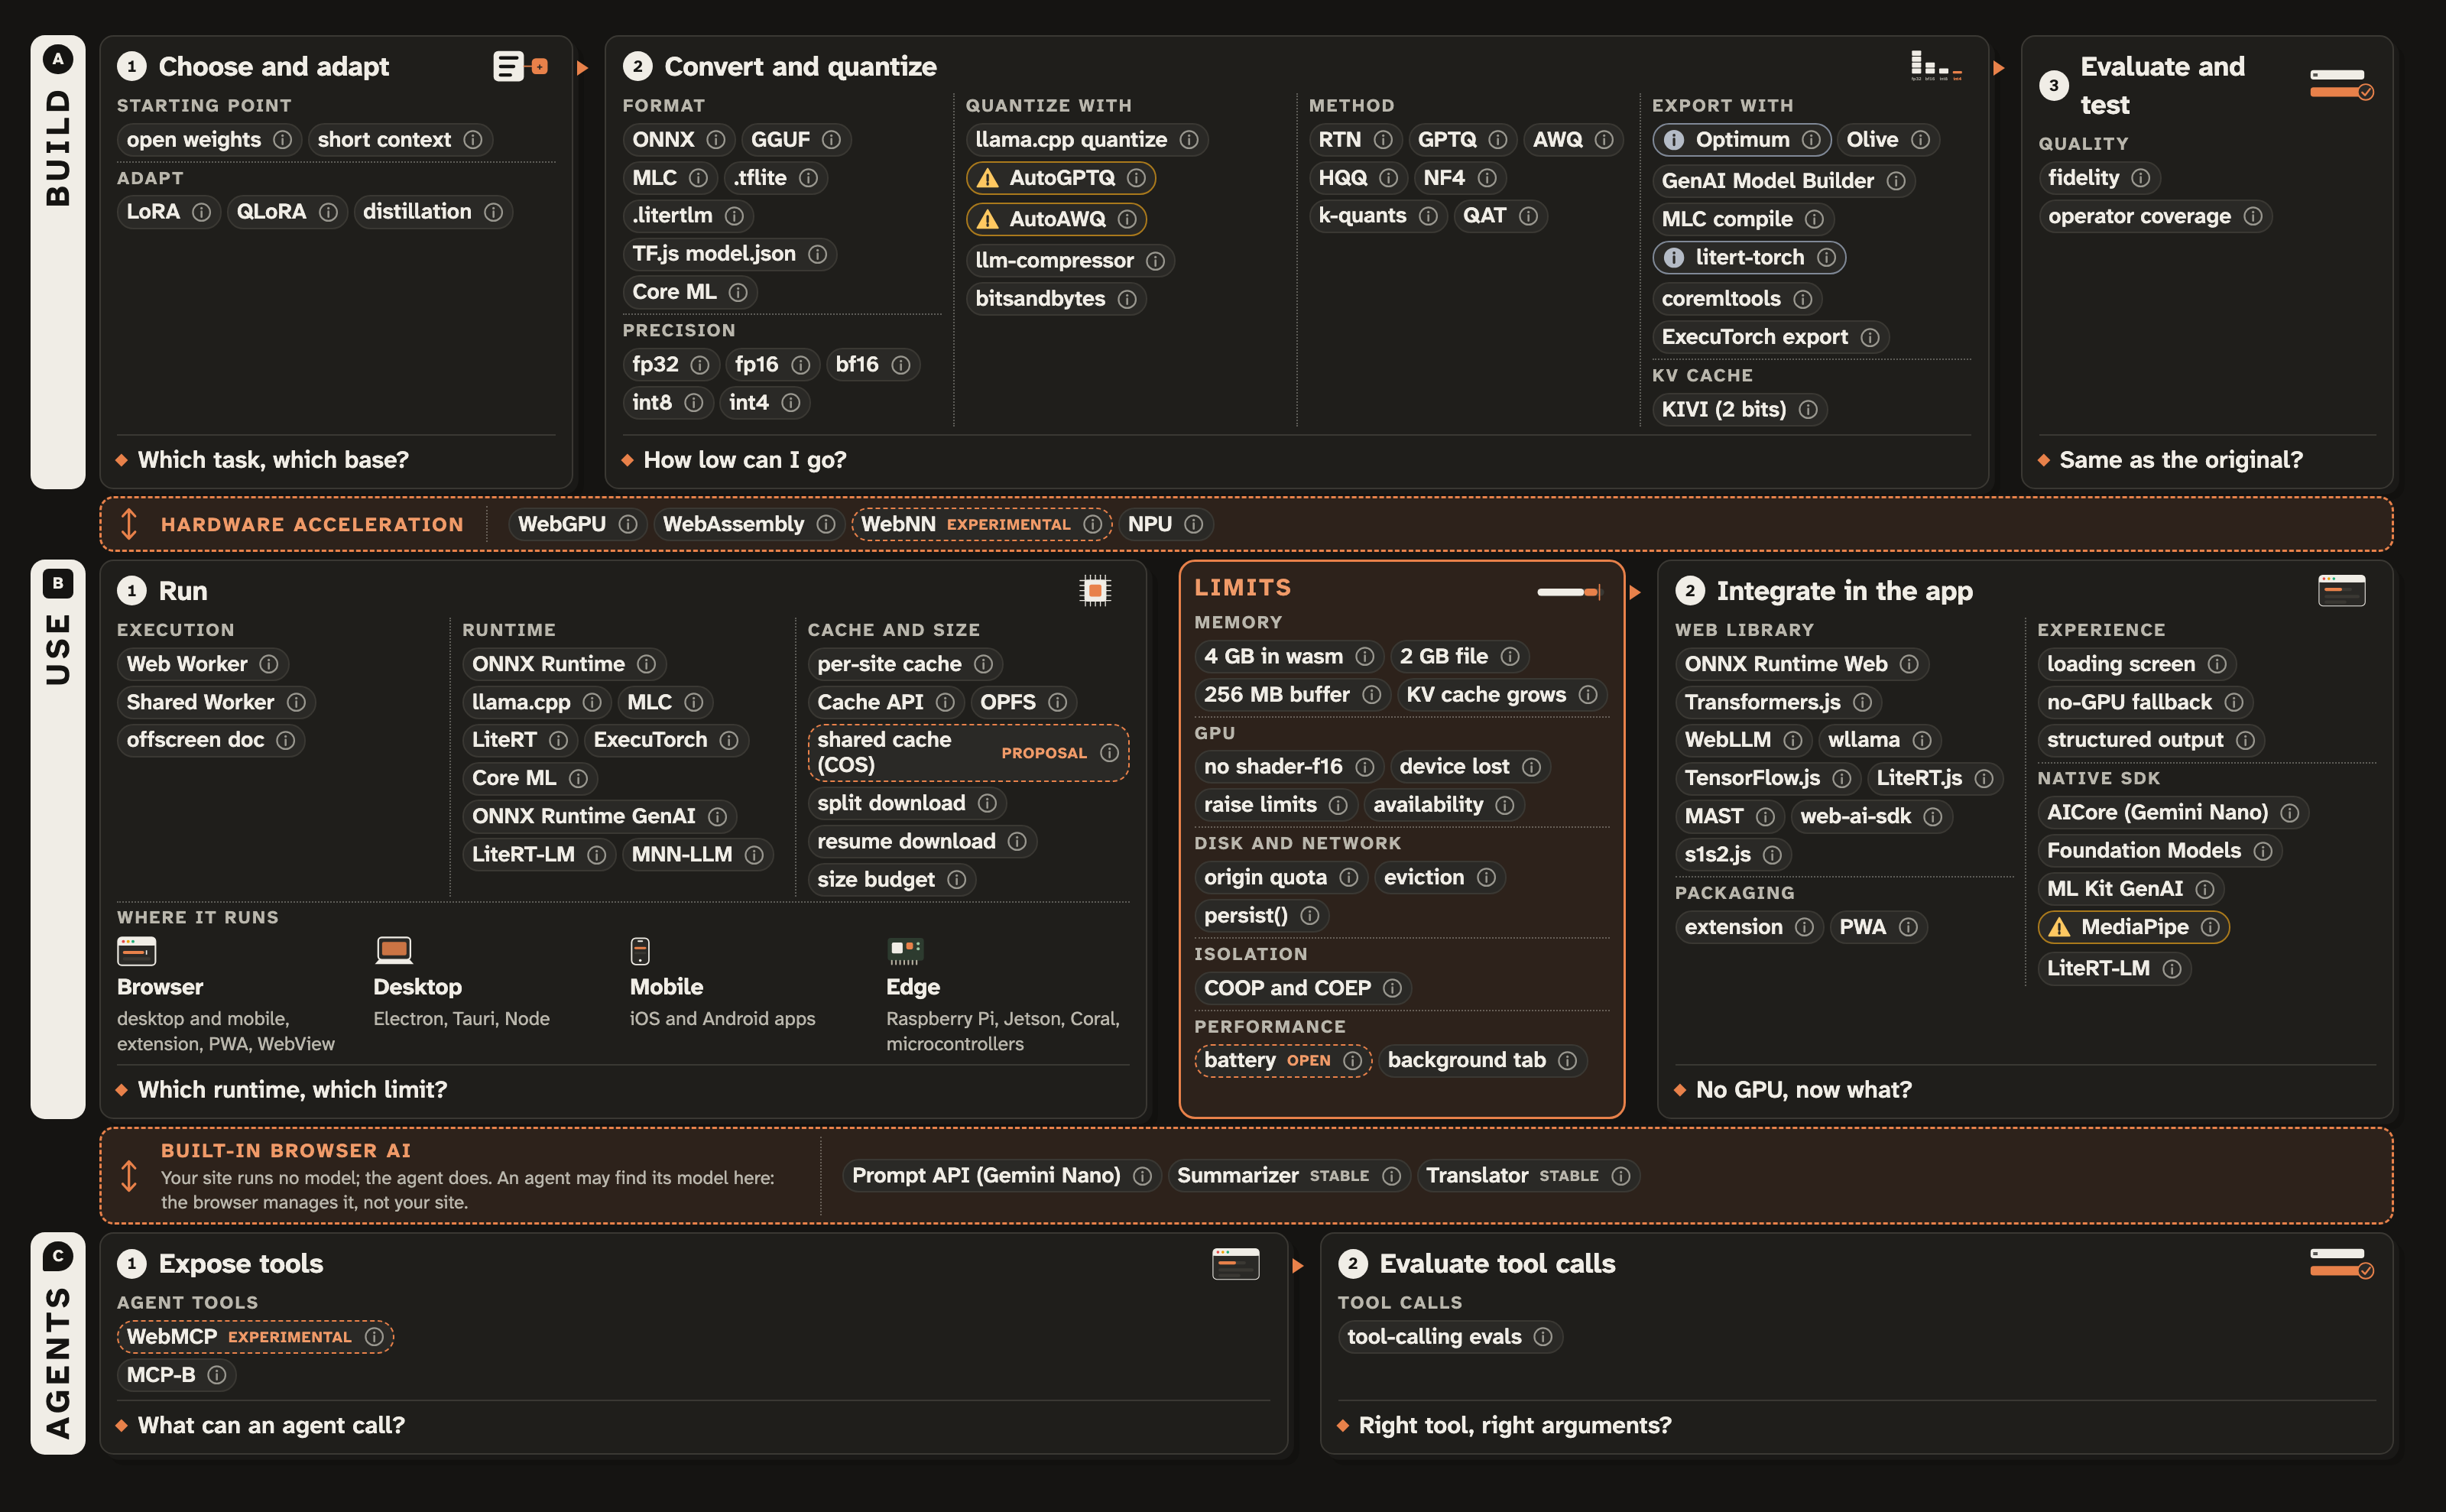 A
BUILD
1 Choose and adapt
STARTING POINT
open weights
short context
ADAPT
LoRA
QLoRA
distillation
Which task, which base?
2 Convert and quantize
FORMAT
ONNX
GGUF
MLC
.tflite
.litertlm
TF.js model.json
Core ML
PRECISION
fp32
fp16
bf16
int8
int4
QUANTIZE WITH
llama.cpp quantize
AutoGPTQ
AutoAWQ
llm-compressor
bitsandbytes
METHOD
RTN
GPTQ
AWQ
HQQ
NF4
k-quants
QAT
EXPORT WITH
Optimum
Olive
GenAI Model Builder
MLC compile
litert-torch
coremltools
ExecuTorch export
KV CACHE
KIVI (2 bits)
How low can I go?
3 Evaluate and
test
QUALITY
fidelity
operator coverage
Same as the original?
HARDWARE ACCELERATION
WebGPU
WebAssembly
WebNN EXPERIMENTAL
NPU
B
USE
1 Run
EXECUTION
Web Worker
Shared Worker
offscreen doc
RUNTIME
ONNX Runtime
llama.cpp
MLC
LiteRT
ExecuTorch
Core ML
ONNX Runtime GenAI
LiteRT-LM
MNN-LLM
CACHE AND SIZE
per-site cache
Cache API
OPFS
shared cache
(COS)
PROPOSAL
split download
resume download
size budget
WHERE IT RUNS
Browser
desktop and mobile,
extension, PWA, WebView
Desktop
Electron, Tauri, Node
Mobile
iOS and Android apps
Edge
Raspberry Pi, Jetson, Coral,
microcontrollers
Which runtime, which limit?
LIMITS
MEMORY
4 GB in wasm
2 GB file
256 MB buffer
KV cache grows
GPU
no shader-f16
device lost
raise limits
availability
DISK AND NETWORK
origin quota
eviction
persist()
ISOLATION
COOP and COEP
PERFORMANCE
battery OPEN
background tab
2 Integrate in the app
WEB LIBRARY
ONNX Runtime Web
Transformers.js
WebLLM
wllama
TensorFlow.js
LiteRT.js
MAST
web-ai-sdk
s1s2.js
PACKAGING
extension
PWA
EXPERIENCE
loading screen
no-GPU fallback
structured output
NATIVE SDK
AICore (Gemini Nano)
Foundation Models
ML Kit GenAI
MediaPipe
LiteRT-LM
No GPU, now what?
BUILT-IN BROWSER AI
Your site runs no model; the agent does. An agent may find its model here:
the browser manages it, not your site.
Prompt API (Gemini Nano)
Summarizer STABLE
Translator STABLE
C
AGENTS
1 Expose tools
AGENT TOOLS
WebMCP EXPERIMENTAL
MCP-B
What can an agent call?
2 Evaluate tool calls
TOOL CALLS
tool-calling evals
Right tool, right arguments?